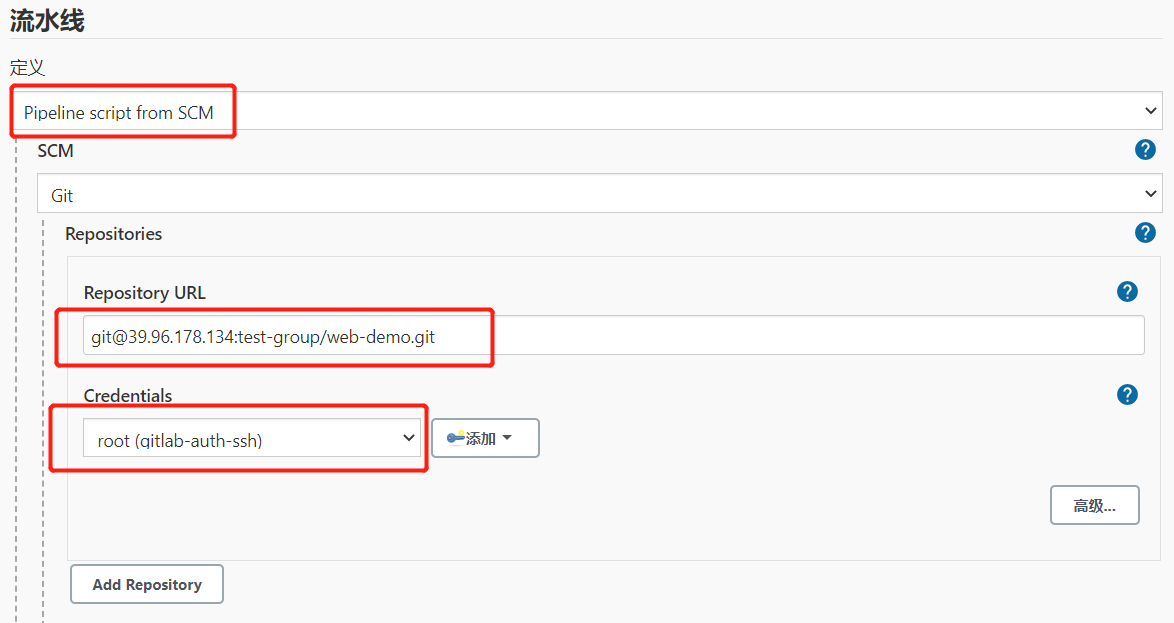 流水线
定义
Pipeline script from SCM
SCM
?
Git
Repositories
?
Repository URL
?
git@39.96.178.134:test-group/web-demo.git
Credentials
?
root (gitlab-auth-ssh)
添加
高级...
Add Repository